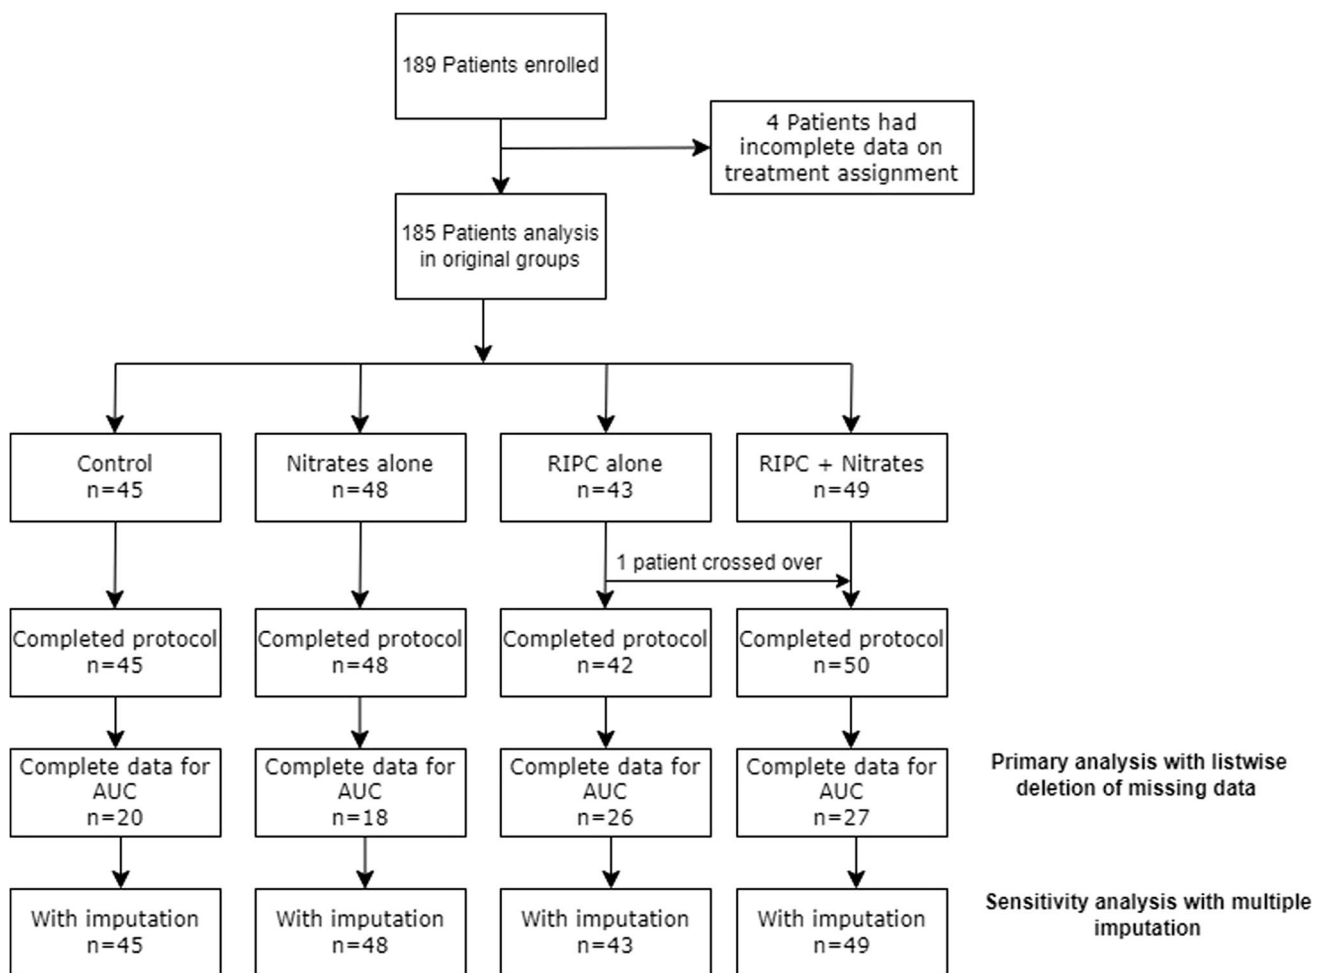 189 Patients enrolled
4 Patients had
incomplete data on
treatment assignment
185 Patients analysis
in original groups
Control
n=45
Nitrates alone
n=48
RIPC alone
n=43
RIPC + Nitrates
n=49
1 patient crossed over
Completed protocol
n=45
Completed protocol
n=48
Completed protocol
n=42
Completed protocol
n=50
Complete data for
AUC
n=20
Complete data for
AUC
n=18
Complete data for
AUC
n=26
Complete data for
AUC
n=27
Primary analysis with listwise
deletion of missing data
With imputation
n=45
With imputation
n=48
With imputation
n=43
With imputation
n=49
Sensitivity analysis with multiple
imputation